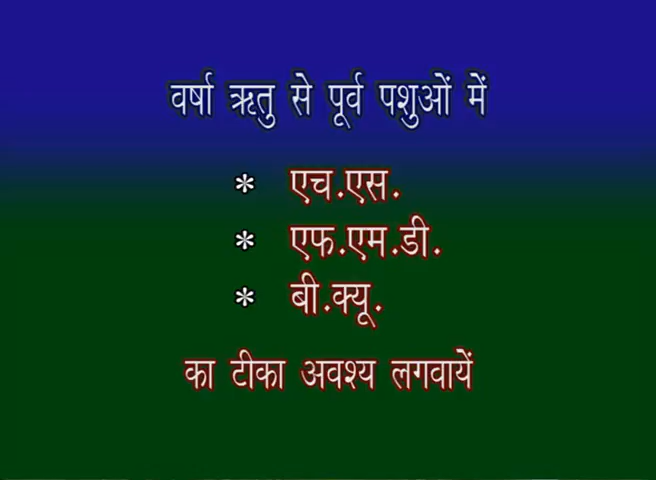 वर्षा ऋतु से पूर्व पशुओं में
* एच.एस.
* एफ.एम.डी.
* बी.क्यू.
का टीका अवश्य लगवायें